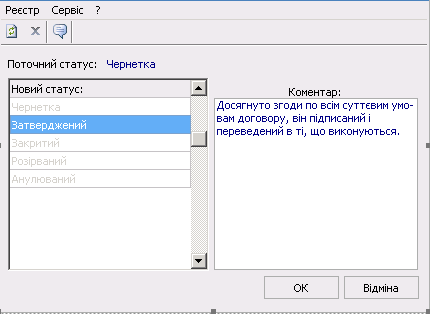 Реєстр Сервіс ?
Поточний статус: Чернетка
Новий статус:
Чернетка
Затверджений
Закритий
Розірваний
Анульований
Коментар:
Досягнуто згоди по всім суттєвим умо-
вам договору, він підписаний і
переведений в ті, що виконуються.
ОК
Відміна